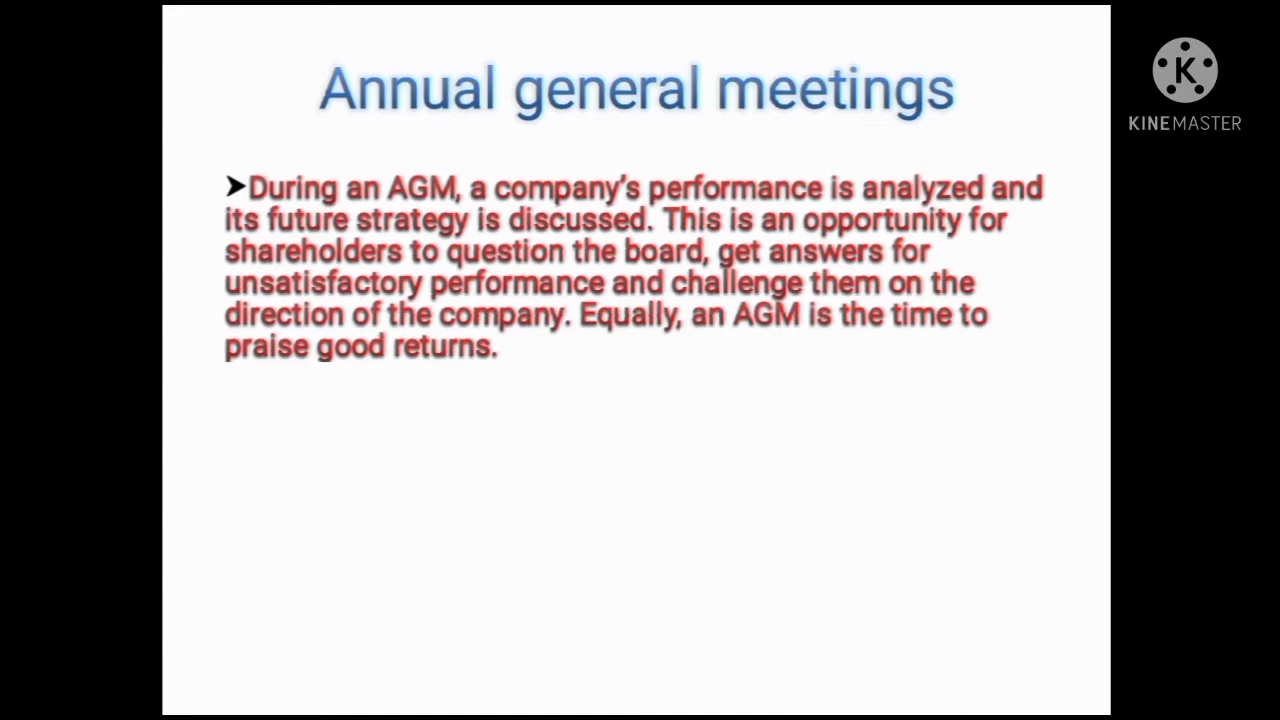 Annual general meetings
➤During an AGM, a company's performance is analyzed and
its future strategy is discussed. This is an opportunity for
shareholders to question the board, get answers for
unsatisfactory performance and challenge them on the
direction of the company. Equally, an AGM is the time to
praise good returns.
K
KINEMASTER